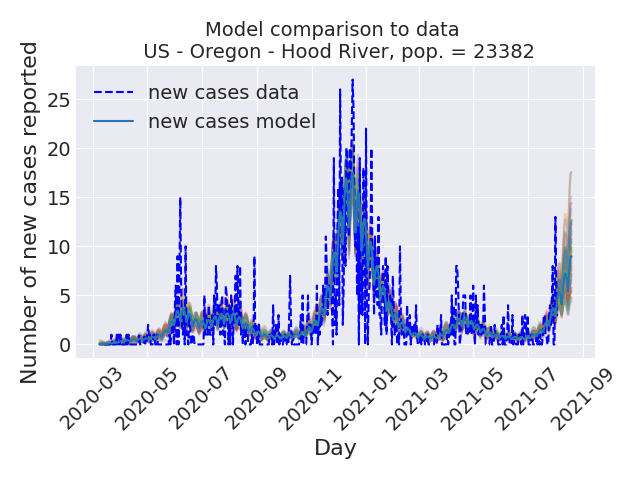 Model comparison to data
US - Oregon - Hood River, pop. = 23382
Number of new cases reported
25
20
15
10
5
0
new cases data
new cases model
2020-03
2020-05
2020-07
2020-09
2020-11
2021-01
2021-03
2021-05
2021-07
2021-09
Day